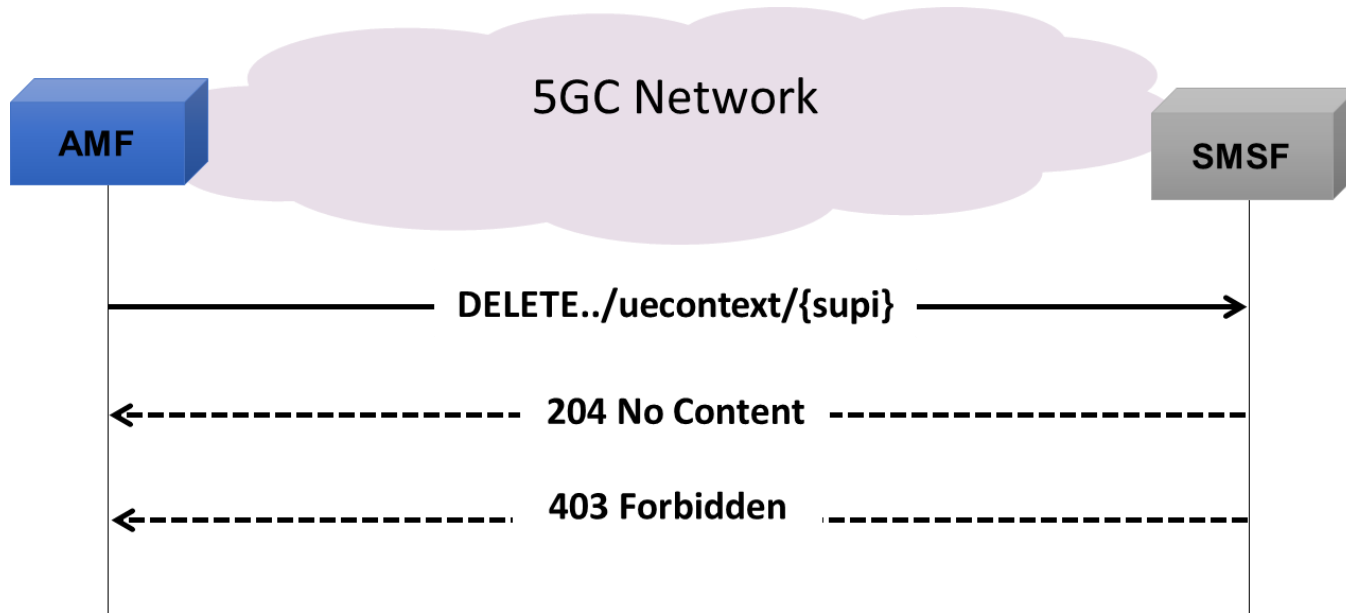 5GC Network
AMF
SMSF
DELETE../uecontext/{supi}
204 No Content
403 Forbidden